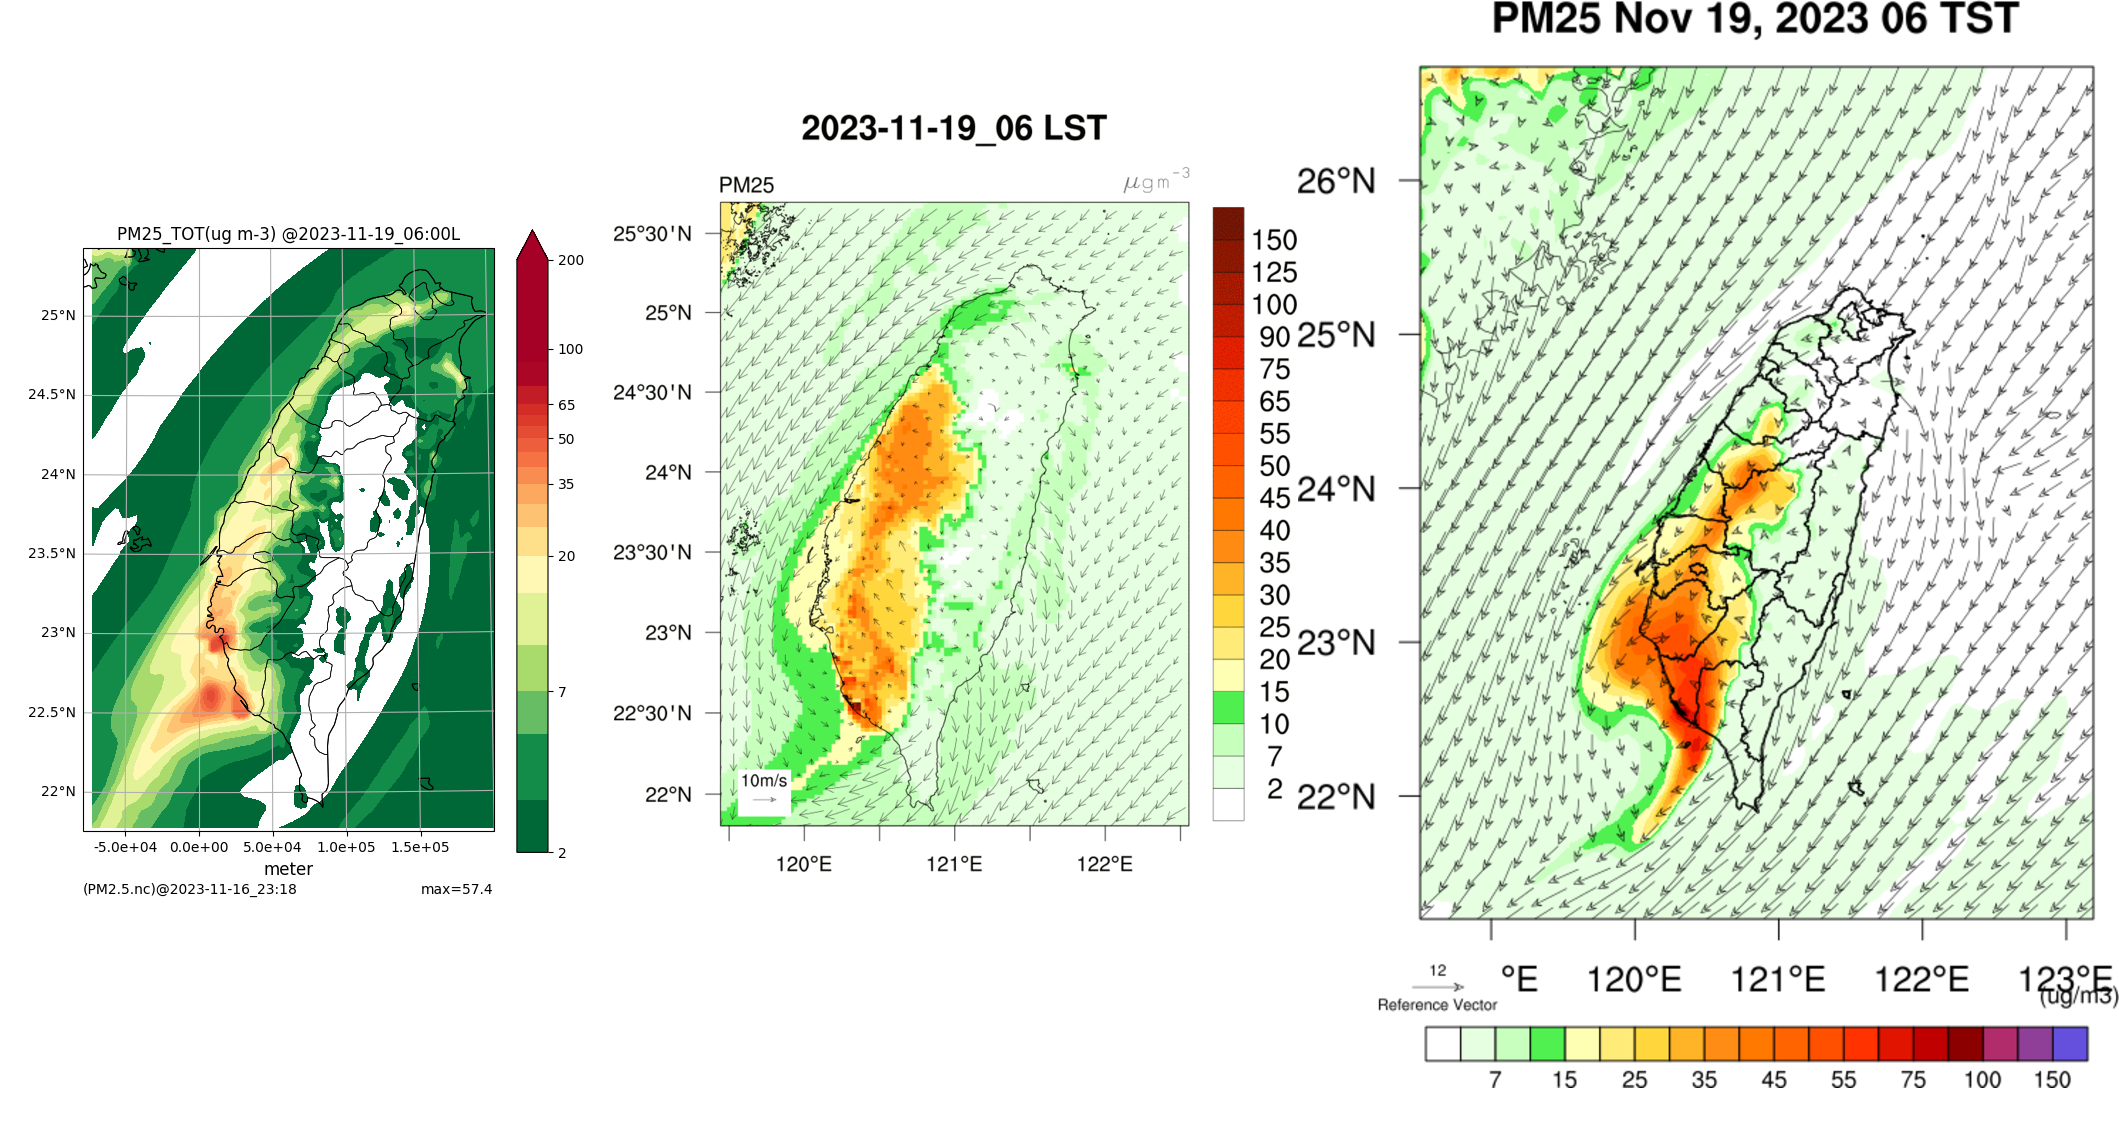 PM25_TOT(ug m-3) @2023-11-19_06:00L
25°N
24.5°N
24°N
23.5°N
23°N
22.5°N
22°N
-5.0e+04 0.0e+00 5.0e+04 1.0e+05 1.5e+05
meter
(PM2.5.nc)@2023-11-16_23:18 max=57.4
200
100
65
50
35
20
7
2
2023-11-19_06 LST
PM25 μgm⁻³
25°30'N
25°N
24°30'N
24°N
23°30'N
23°N
22°30'N
22°N
10m/s
120°E 121°E 122°E
150
125
100
90
75
65
55
50
45
40
35
30
25
20
15
10
7
2
PM25 Nov 19, 2023 06 TST
26°N
25°N
24°N
23°N
22°N
°E 120°E 121°E 122°E 123°E
12
Reference Vector
(ug/m3)
7 15 25 35 45 55 75 100 150